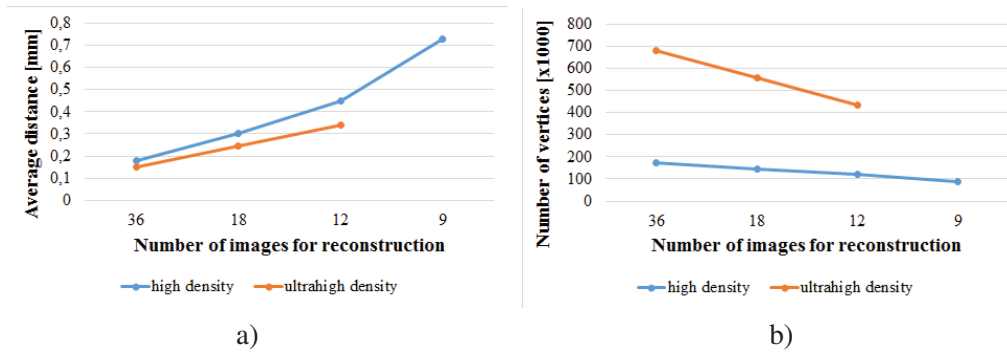 0,8
0,7
0,6
0,5
0,4
0,3
0,2
0,1
0
Average distance [mm]
36 18 12 9
Number of images for reconstruction
high density ultrahigh density
a)
800
700
600
500
400
300
200
100
0
Number of vertices [x1000]
36 18 12 9
Number of images for reconstruction
high density ultrahigh density
b)